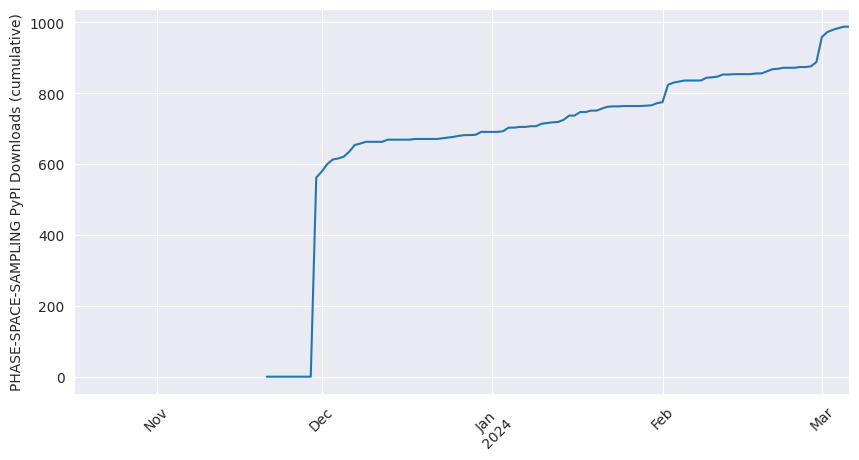 PHASE-SPACE-SAMPLING PyPI Downloads (cumulative)
1000
800
600
400
200
0
Nov
Dec
Jan
2024
Feb
Mar